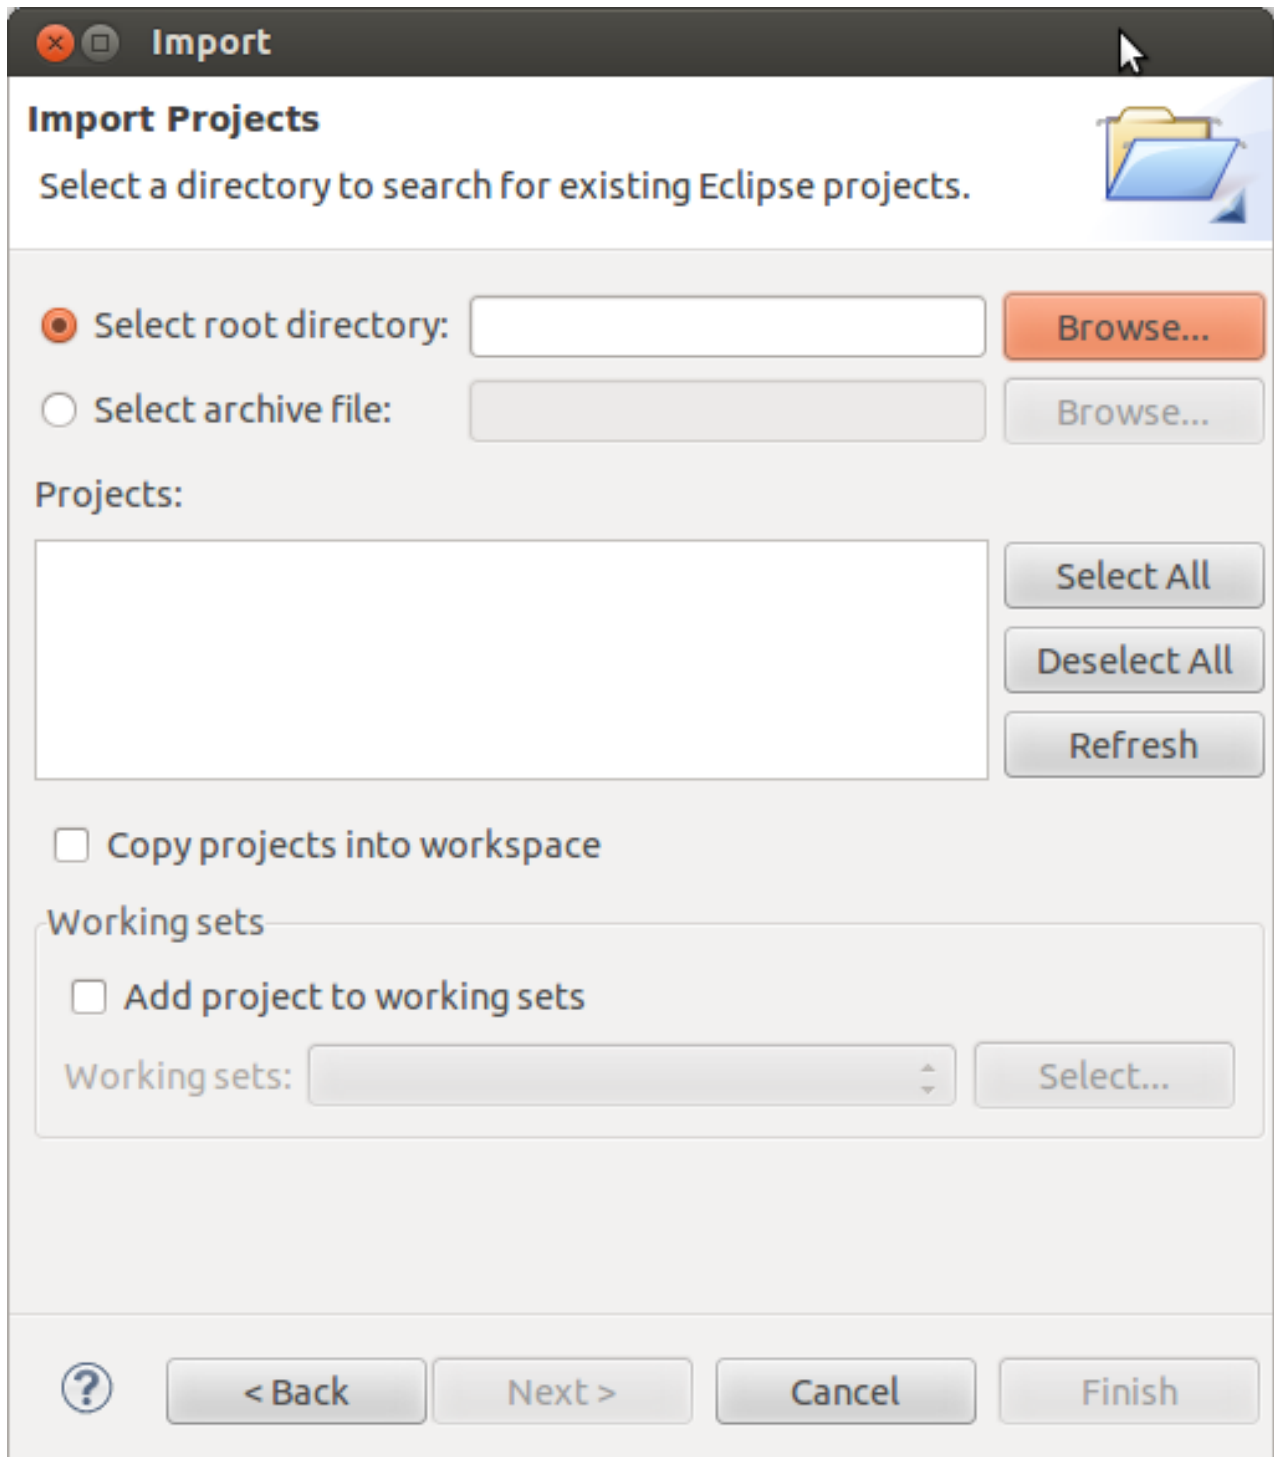 Import
Import Projects
Select a directory to search for existing Eclipse projects.
Select root directory: Browse...
Select archive file: Browse...
Projects:
Select All
Deselect All
Refresh
Copy projects into workspace
Working sets
Add project to working sets
Working sets: Select...
? < Back Next > Cancel Finish